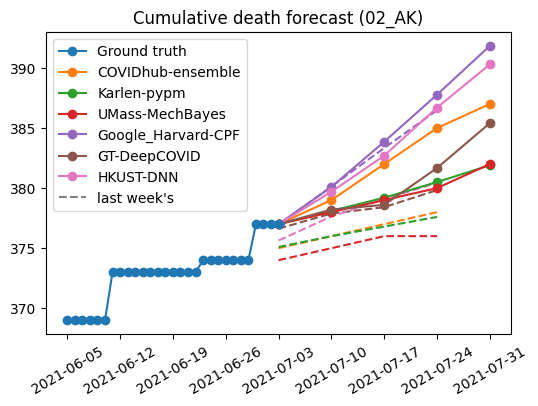 Cumulative death forecast (02_AK)
Ground truth
COVIDhub-ensemble
Karlen-pypm
UMass-MechBayes
Google_Harvard-CPF
GT-DeepCOVID
HKUST-DNN
last week's
390
385
380
375
370
2021-06-05
2021-06-12
2021-06-19
2021-06-26
2021-07-03
2021-07-10
2021-07-17
2021-07-24
2021-07-31